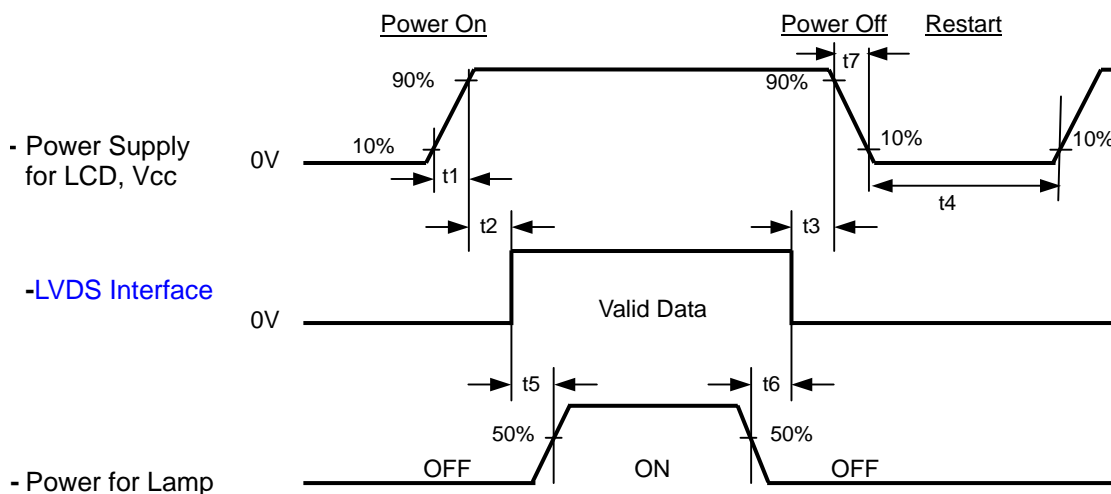 Power On
Power Off
Restart
t7
90%
90%
10%
10%
10%
- Power Supply
for LCD, Vcc
0V
t1
t4
t2
t3
-LVDS Interface
Valid Data
0V
t5
t6
50%
50%
OFF
ON
OFF
- Power for Lamp